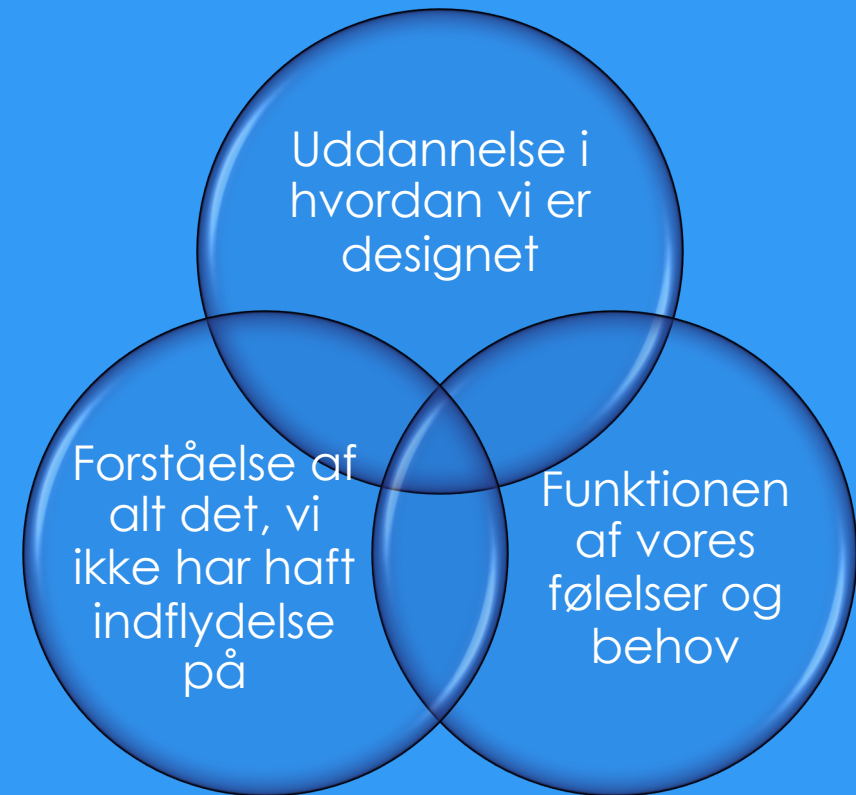 Uddannelse i
hvordan vi er
designet
Forståelse af
alt det, vi
ikke har haft
indflydelse
på
Funktionen
af vores
følelser og
behov